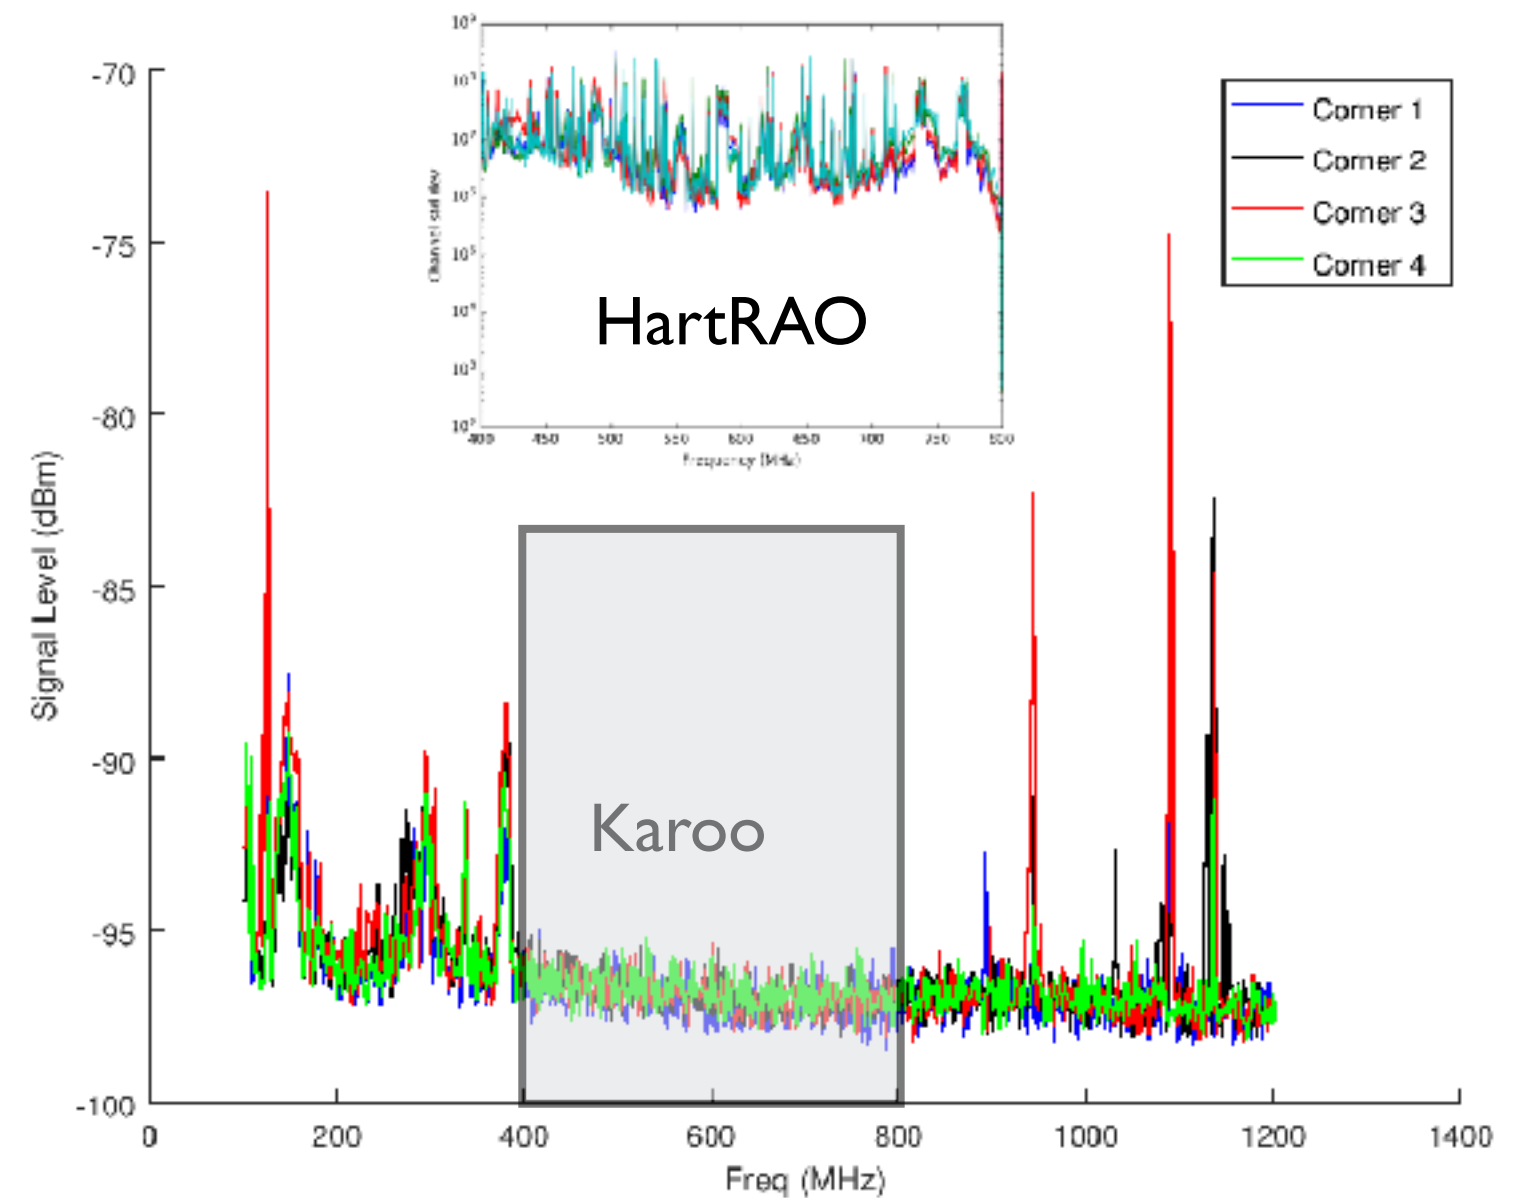 -70
-75
-80
-85
-90
-95
-100
Signal Level (dBm)
0 200 400 600 800 1000 1200 1400
Freq (MHz)
Corner 1
Corner 2
Corner 3
Corner 4
HartRAO
400 450 500 550 600 650 700 750 800
Frequency (MHz)
Karoo